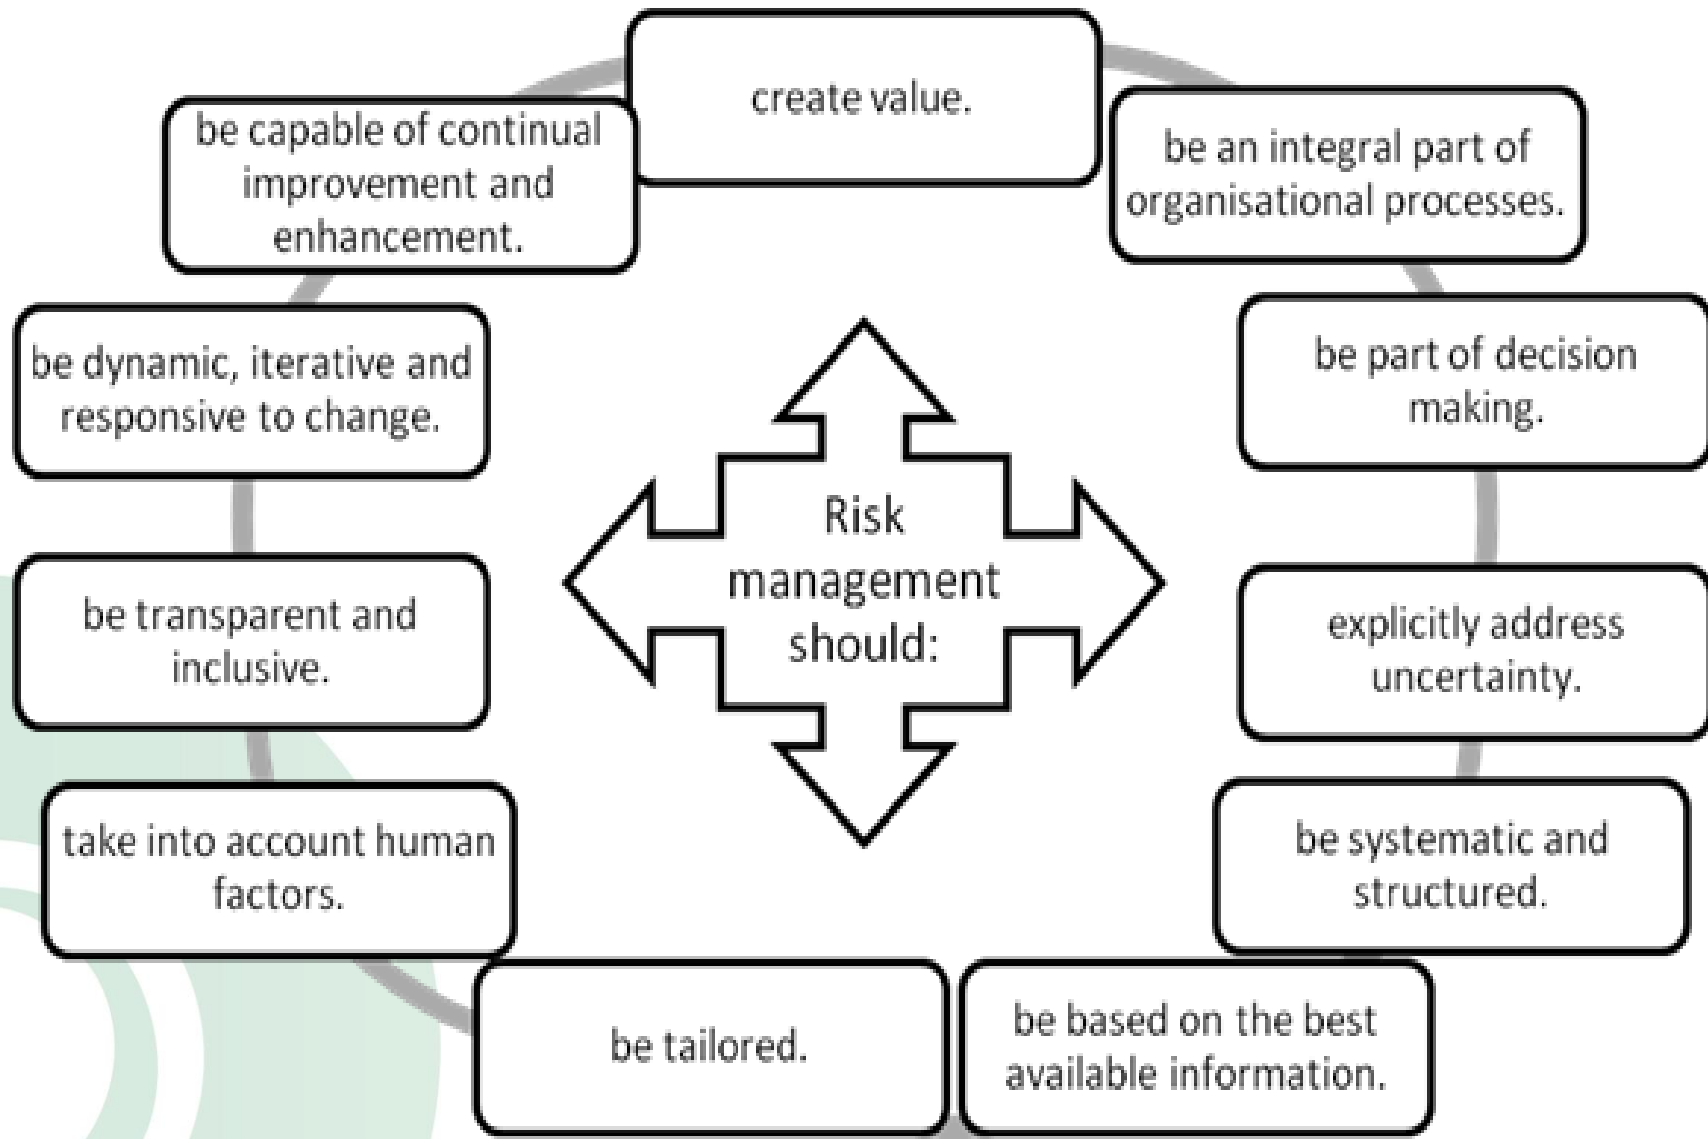 Risk
management
should:
create value.
be an integral part of
organisational processes.
be part of decision
making.
explicitly address
uncertainty.
be systematic and
structured.
be based on the best
available information.
be tailored.
take into account human
factors.
be transparent and
inclusive.
be dynamic, iterative and
responsive to change.
be capable of continual
improvement and
enhancement.